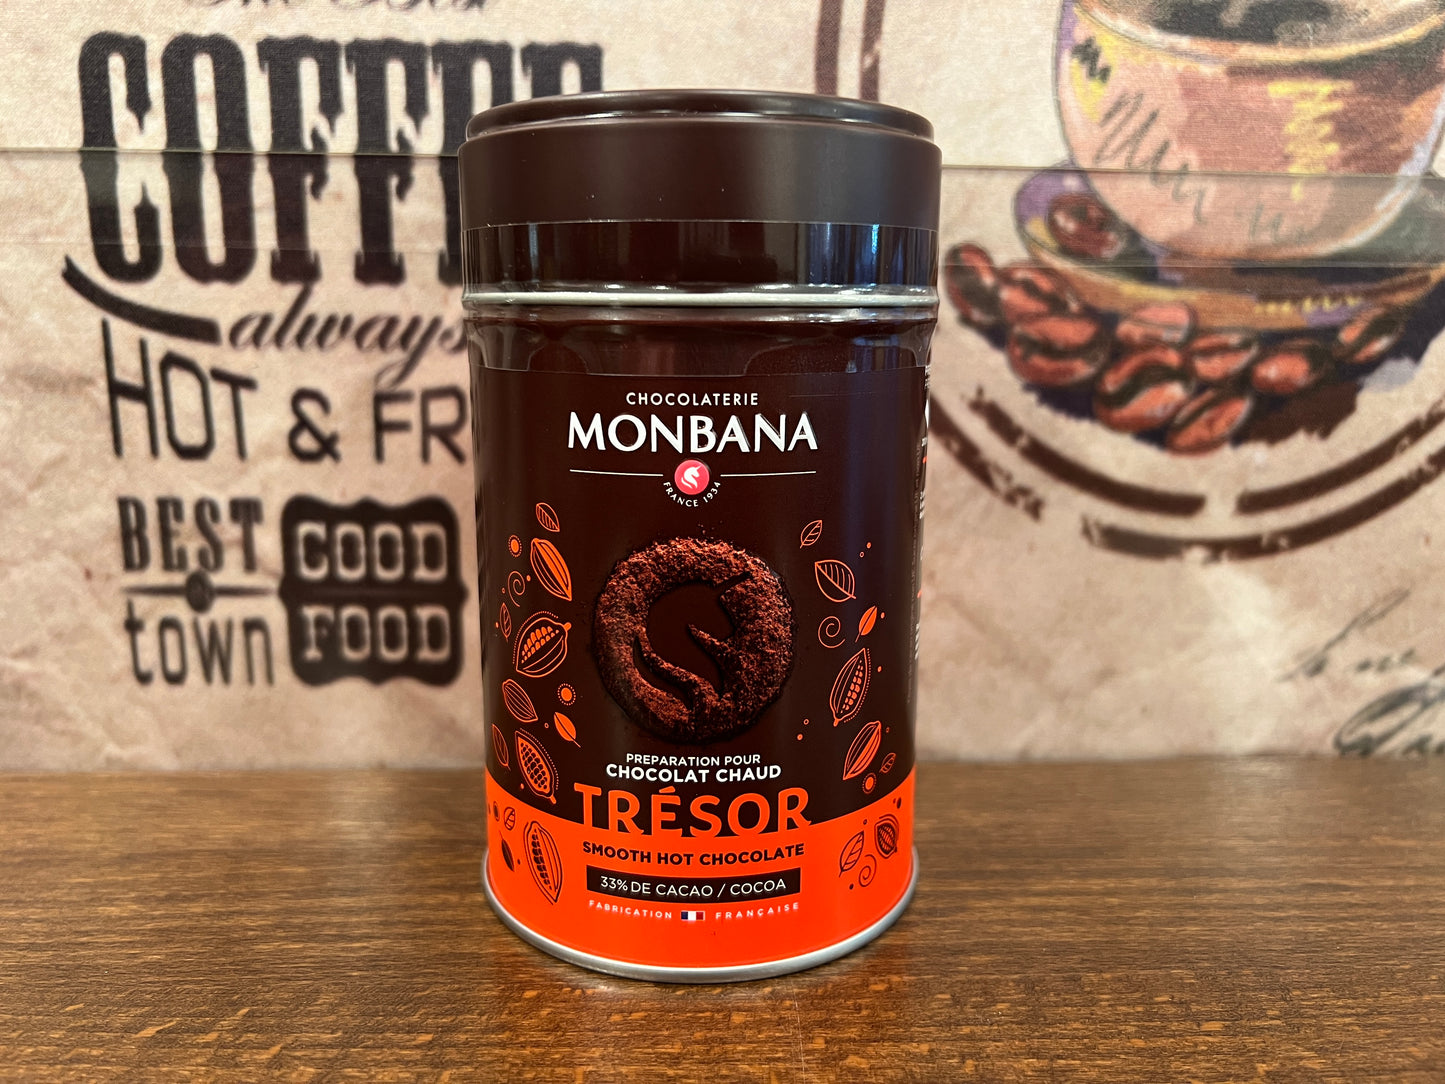 COFFEE
always
HOT & FR
BEST
town
GOOD
FOOD
CHOCOLATERIE
MONBANA
FRANCE 1934
PREPARATION POUR
CHOCOLAT CHAUD
TRÉSOR
SMOOTH HOT CHOCOLATE
33% DE CACAO / COCOA
FABRICATION FRANÇAISE